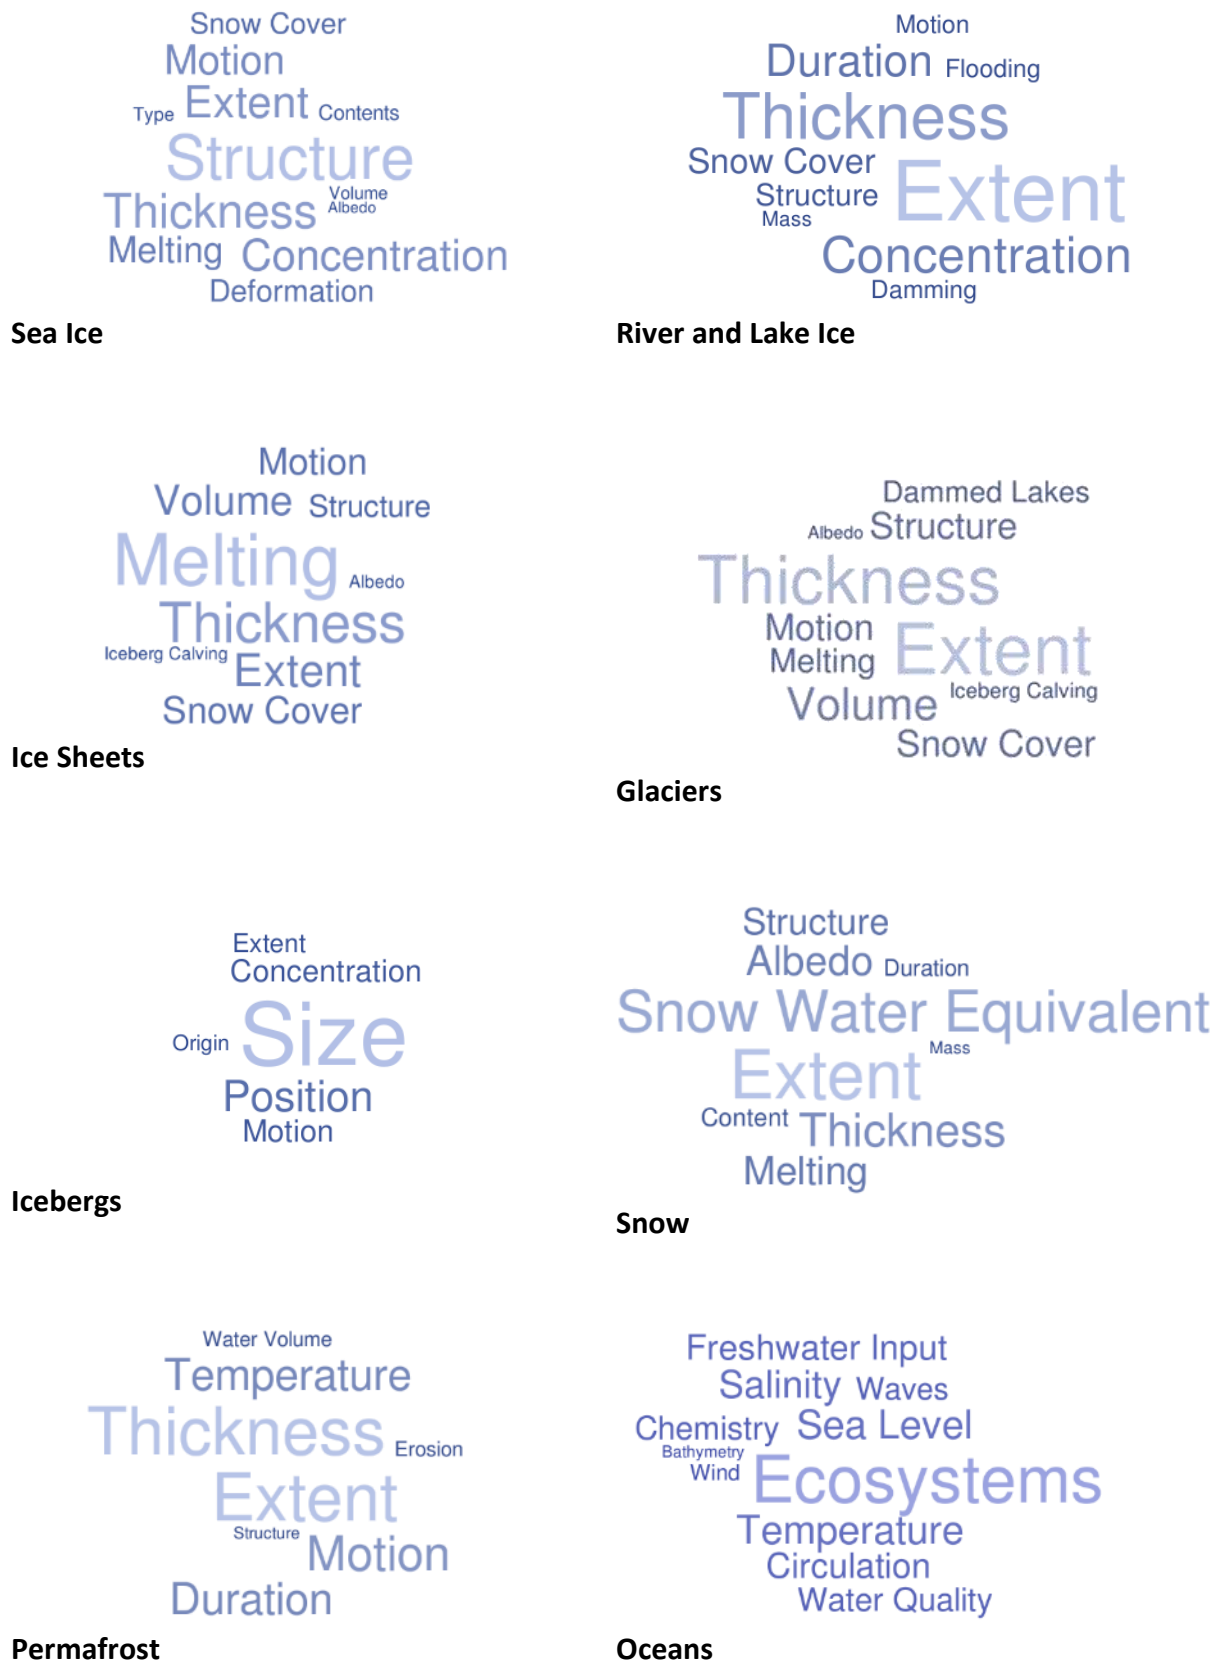 Snow Cover
Motion
Type Extent Contents
Structure
Thickness Volume
Albedo
Melting Concentration
Deformation
Sea Ice
Motion
Duration Flooding
Thickness
Snow Cover
Structure Extent
Mass
Concentration
Damming
River and Lake Ice
Motion
Volume Structure
Melting Albedo
Thickness
Iceberg Calving Extent
Snow Cover
Ice Sheets
Dammed Lakes
Albedo Structure
Thickness
Motion
Melting Extent
Volume Iceberg Calving
Snow Cover
Glaciers
Extent
Concentration
Origin Size
Position
Motion
Icebergs
Structure
Albedo Duration
Snow Water Equivalent
Extent Mass
Content Thickness
Melting
Snow
Water Volume
Temperature
Thickness Erosion
Extent
Structure Motion
Duration
Permafrost
Freshwater Input
Salinity Waves
Chemistry Sea Level
Bathymetry
Wind Ecosystems
Temperature
Circulation
Water Quality
Oceans